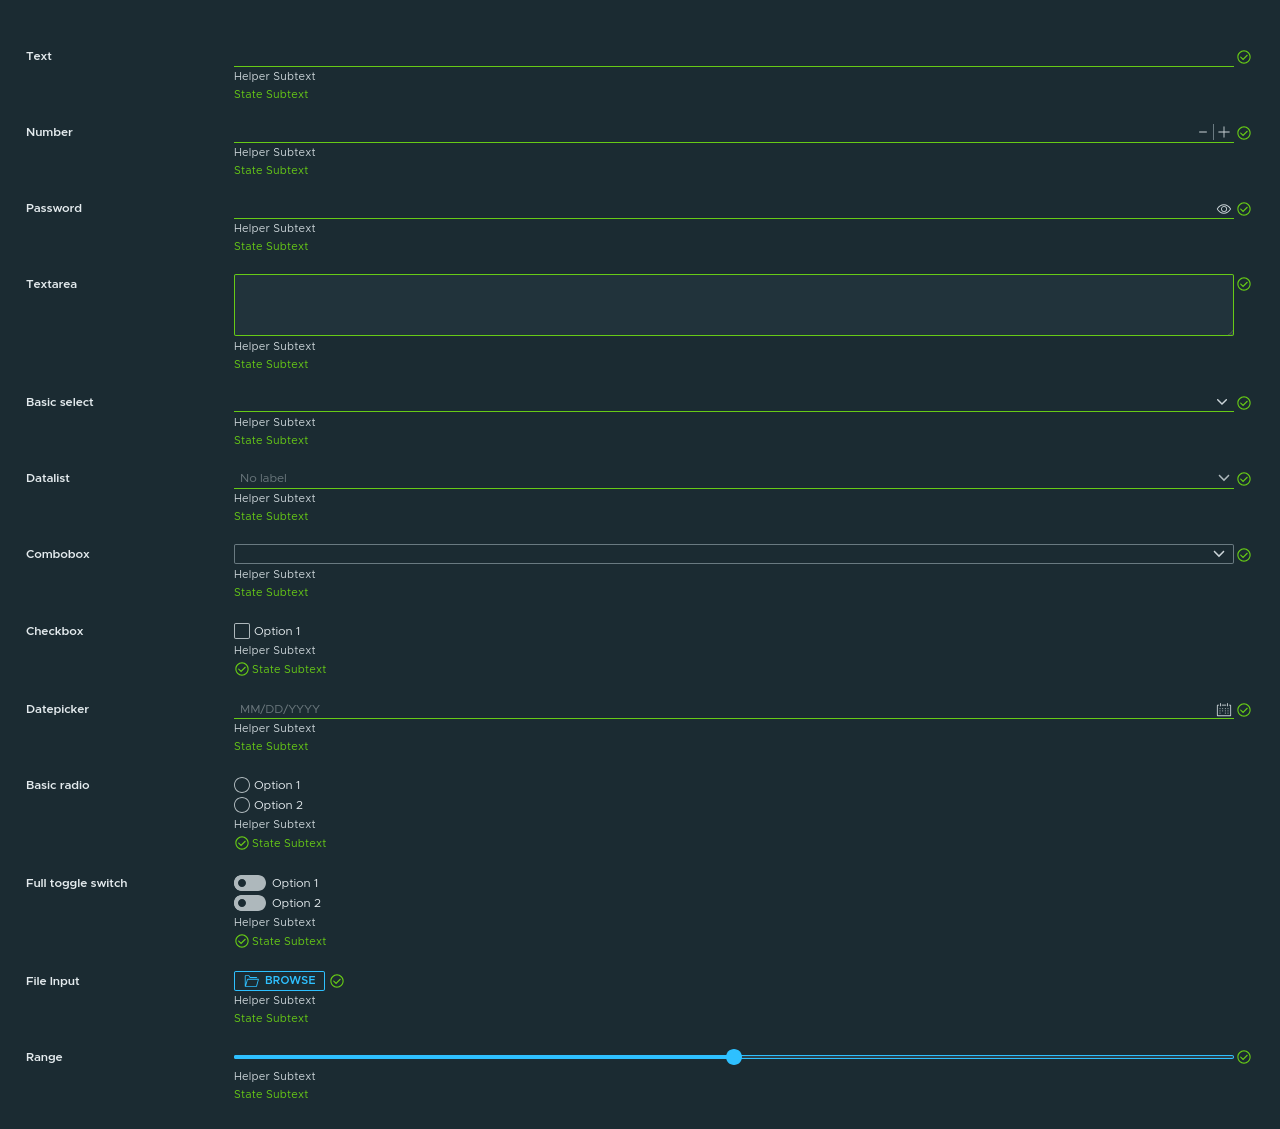 Text
Helper Subtext
State Subtext
Number
Helper Subtext
State Subtext
Password
Helper Subtext
State Subtext
Textarea
Helper Subtext
State Subtext
Basic select
Helper Subtext
State Subtext
Datalist
No label
Helper Subtext
State Subtext
Combobox
Helper Subtext
State Subtext
Checkbox
Option 1
Helper Subtext
State Subtext
Datepicker
MM/DD/YYYY
Helper Subtext
State Subtext
Basic radio
Option 1
Option 2
Helper Subtext
State Subtext
Full toggle switch
Option 1
Option 2
Helper Subtext
State Subtext
File Input
BROWSE
Helper Subtext
State Subtext
Range
Helper Subtext
State Subtext